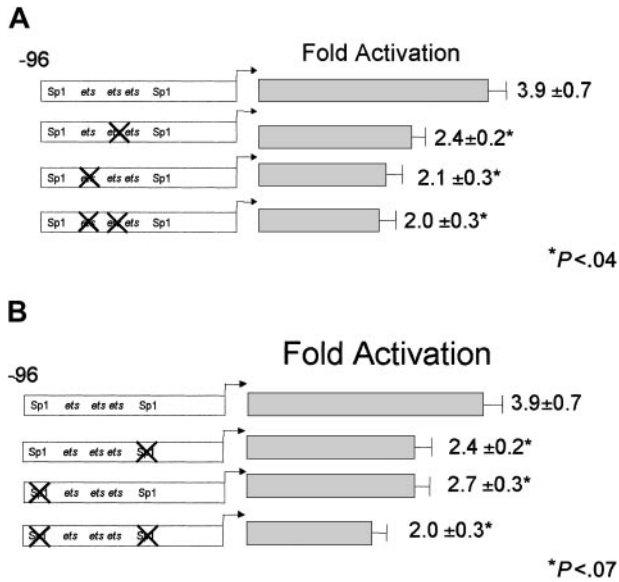 A
Fold Activation
-96
Sp1 ets ets ets Sp1 3.9 ±0.7
Sp1 ets ets ets Sp1 2.4±0.2*
Sp1 ets ets ets Sp1 2.1 ±0.3*
Sp1 ets ets ets Sp1 2.0 ±0.3*
*P<.04
B
Fold Activation
-96
Sp1 ets ets ets Sp1 3.9±0.7
Sp1 ets ets ets Sp1 2.4 ±0.2*
Sp1 ets ets ets Sp1 2.7 ±0.3*
Sp1 ets ets ets Sp1 2.0 ±0.3*
*P<.07